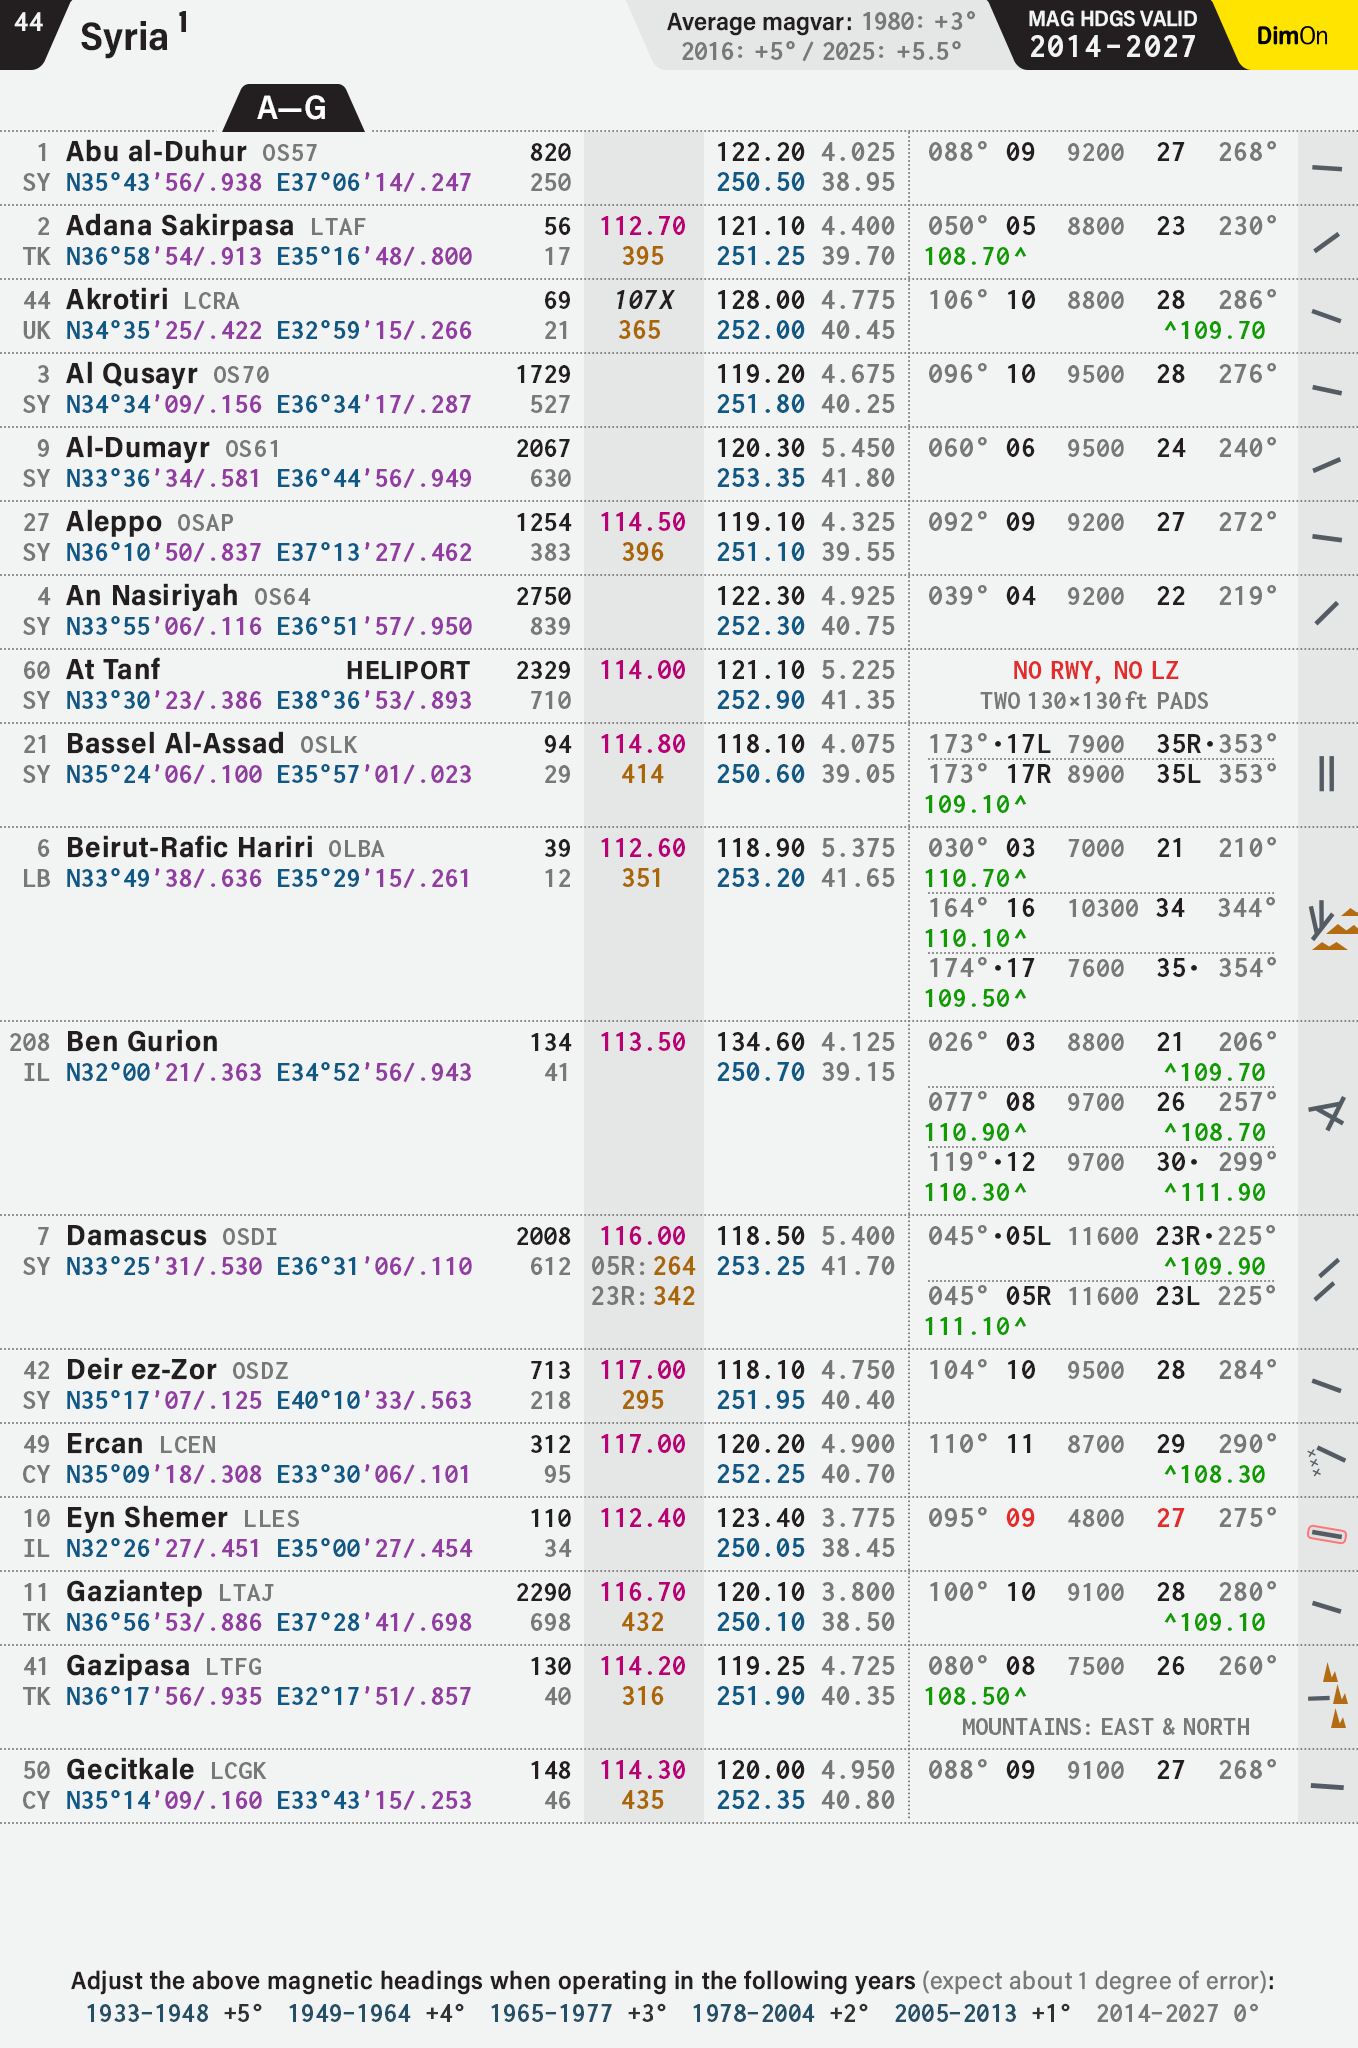 44 Syria 1 Average magvar: 1980: +3° MAG HDGS VALID DimOn
2016: +5° / 2025: +5.5° 2014-2027
A—G
1 Abu al-Duhur OS57 820 122.20 4.025 088° 09 9200 27 268°
SY N35°43'56/.938 E37°06'14/.247 250 250.50 38.95
2 Adana Sakirpasa LTAF 56 112.70 121.10 4.400 050° 05 8800 23 230°
TK N36°58'54/.913 E35°16'48/.800 17 395 251.25 39.70 108.70^
44 Akrotiri LCRA 69 107X 128.00 4.775 106° 10 8800 28 286°
UK N34°35'25/.422 E32°59'15/.266 21 365 252.00 40.45 ^109.70
3 Al Qusayr OS70 1729 119.20 4.675 096° 10 9500 28 276°
SY N34°34'09/.156 E36°34'17/.287 527 251.80 40.25
9 Al-Dumayr OS61 2067 120.30 5.450 060° 06 9500 24 240°
SY N33°36'34/.581 E36°44'56/.949 630 253.35 41.80
27 Aleppo OSAP 1254 114.50 119.10 4.325 092° 09 9200 27 272°
SY N36°10'50/.837 E37°13'27/.462 383 396 251.10 39.55
4 An Nasiriyah OS64 2750 122.30 4.925 039° 04 9200 22 219°
SY N33°55'06/.116 E36°51'57/.950 839 252.30 40.75
60 At Tanf HELIPORT 2329 114.00 121.10 5.225 NO RWY, NO LZ
SY N33°30'23/.386 E38°36'53/.893 710 252.90 41.35 TWO 130×130ft PADS
21 Bassel Al-Assad OSLK 94 114.80 118.10 4.075 173°•17L 7900 35R•353°
SY N35°24'06/.100 E35°57'01/.023 29 414 250.60 39.05 173° 17R 8900 35L 353°
109.10^
6 Beirut-Rafic Hariri OLBA 39 112.60 118.90 5.375 030° 03 7000 21 210°
LB N33°49'38/.636 E35°29'15/.261 12 351 253.20 41.65 110.70^
164° 16 10300 34 344°
110.10^
174°•17 7600 35• 354°
109.50^
208 Ben Gurion 134 113.50 134.60 4.125 026° 03 8800 21 206°
IL N32°00'21/.363 E34°52'56/.943 41 250.70 39.15 ^109.70
077° 08 9700 26 257°
110.90^ ^108.70
119°•12 9700 30• 299°
110.30^ ^111.90
7 Damascus OSDI 2008 116.00 118.50 5.400 045°•05L 11600 23R•225°
SY N33°25'31/.530 E36°31'06/.110 612 05R: 264 253.25 41.70 ^109.90
23R: 342 045° 05R 11600 23L 225°
111.10^
42 Deir ez-Zor OSDZ 713 117.00 118.10 4.750 104° 10 9500 28 284°
SY N35°17'07/.125 E40°10'33/.563 218 295 251.95 40.40
49 Ercan LCEN 312 117.00 120.20 4.900 110° 11 8700 29 290°
CY N35°09'18/.308 E33°30'06/.101 95 252.25 40.70 ^108.30
10 Eyn Shemer LLES 110 112.40 123.40 3.775 095° 09 4800 27 275°
IL N32°26'27/.451 E35°00'27/.454 34 250.05 38.45
11 Gaziantep LTAJ 2290 116.70 120.10 3.800 100° 10 9100 28 280°
TK N36°56'53/.886 E37°28'41/.698 698 432 250.10 38.50 ^109.10
41 Gazipasa LTFG 130 114.20 119.25 4.725 080° 08 7500 26 260°
TK N36°17'56/.935 E32°17'51/.857 40 316 251.90 40.35 108.50^
MOUNTAINS: EAST & NORTH
50 Gecitkale LCGK 148 114.30 120.00 4.950 088° 09 9100 27 268°
CY N35°14'09/.160 E33°43'15/.253 46 435 252.35 40.80
Adjust the above magnetic headings when operating in the following years (expect about 1 degree of error):
1933-1948 +5° 1949-1964 +4° 1965-1977 +3° 1978-2004 +2° 2005-2013 +1° 2014-2027 0°